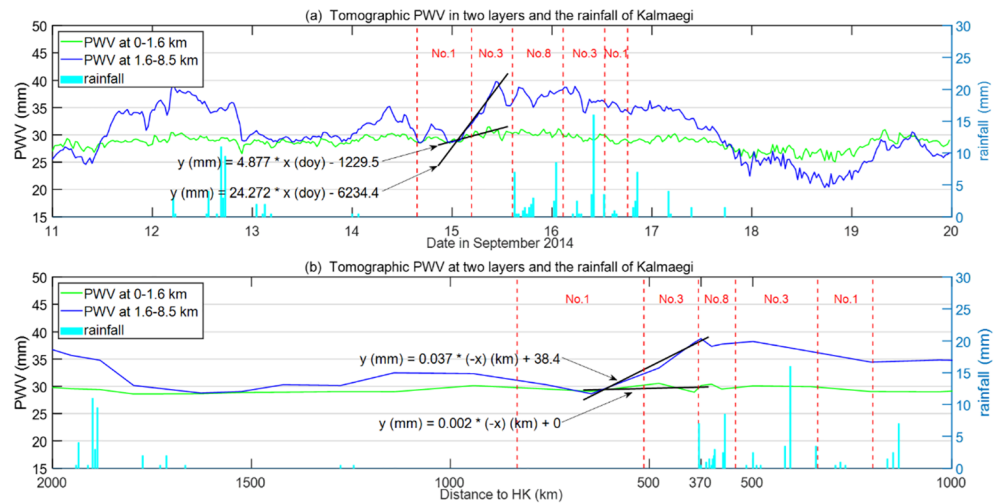 (a) Tomographic PWV in two layers and the rainfall of Kalmaegi
50 30
PWV at 0-1.6 km
PWV at 1.6-8.5 km
rainfall
No.1 No.3 No.8 No.3 No.1
45 25
40 20
35
30 15
25 10
20 5
15 0
PWV (mm)
rainfall (mm)
y (mm) = 4.877 * x (doy) - 1229.5
y (mm) = 24.272 * x (doy) - 6234.4
11 12 13 14 15 16 17 18 19 20
Date in September 2014
(b) Tomographic PWV at two layers and the rainfall of Kalmaegi
50 30
PWV at 0-1.6 km
PWV at 1.6-8.5 km
rainfall
No.1 No.3 No.8 No.3 No.1
45 25
40 20
35
30 15
25 10
20 5
15 0
PWV (mm)
rainfall (mm)
y (mm) = 0.037 * (-x) (km) + 38.4
y (mm) = 0.002 * (-x) (km) + 0
2000 1000 500 370 500 1000
Distance to HK (km)